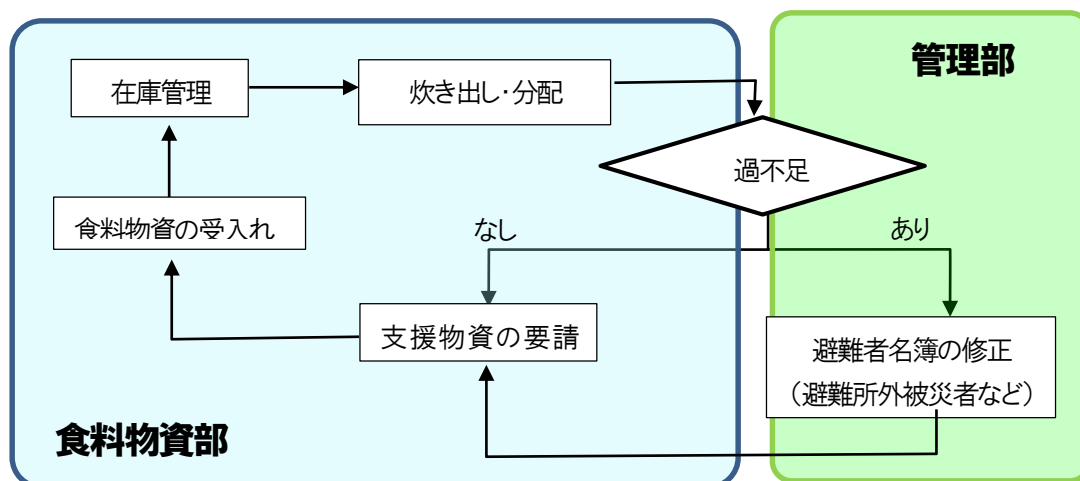 管理部
在庫管理
炊き出し・分配
過不足
食料物資の受入れ
なし
あり
支援物資の要請
避難者名簿の修正
（避難所外被災者など）
食料物資部